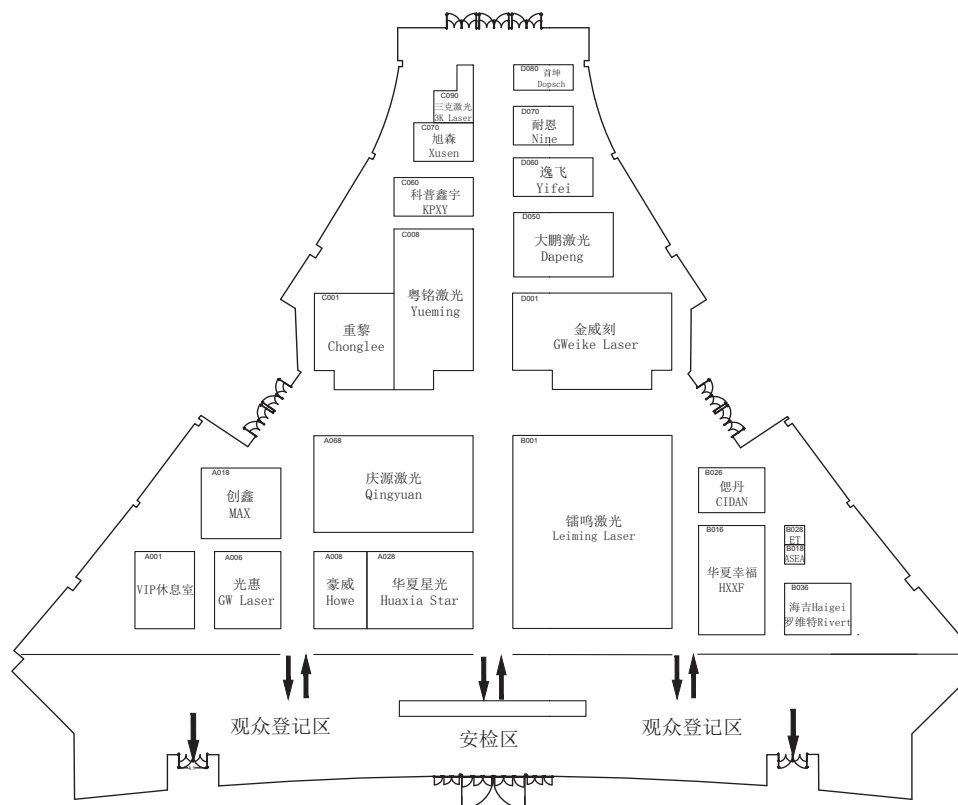 D080
首坤
Dopsch
C090
三克激光
3K Laser
D070
耐恩
Nine
C070
旭森
Xusen
D060
逸飞
Yifei
C060
科普鑫宇
KPXY
D050
大鹏激光
Dapeng
C008
粤铭激光
Yueming
C001
重黎
Chonglee
D001
金威刻
GWeike Laser
A068
庆源激光
Qingyuan
B001
镭鸣激光
Leiming Laser
A018
创鑫
MAX
B026
偲丹
CIDAN
B016
华夏幸福
HXXF
B028
ET
B018
ASEA
A001
VIP休息室
A006
光惠
GW Laser
A008
豪威
Howe
A028
华夏星光
Huaxia Star
B036
海吉Haigei
罗维特Rivert
观众登记区
安检区
观众登记区